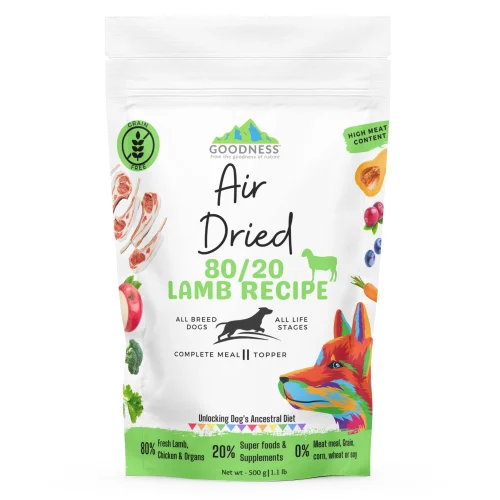 GRAIN
FREE
GOODNESS
from the goodness of nature
HIGH MEAT
CONTENT
Air
Dried
80/20
LAMB RECIPE
ALL BREED
DOGS
ALL LIFE
STAGES
COMPLETE MEAL || TOPPER
Unlocking Dog's Ancestral Diet
80% Fresh Lamb,
Chicken & Organs
20% Super foods &
Supplements
0% Meat meal, Grain,
corn, wheat or soy
Net wt - 500 g | 1.1 lb